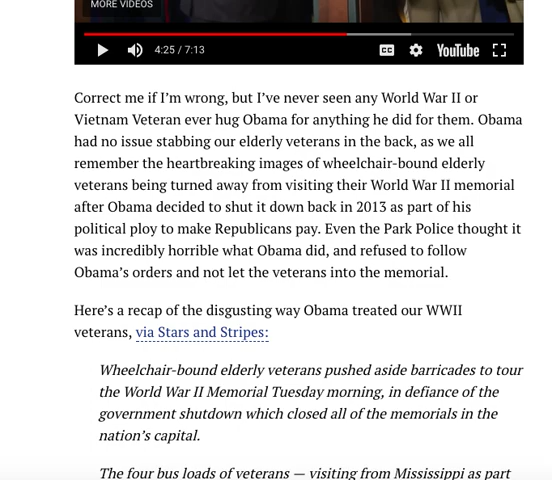 MORE VIDEOS
4:25 / 7:13
CC
YouTube
Correct me if I’m wrong, but I’ve never seen any World War II or
Vietnam Veteran ever hug Obama for anything he did for them. Obama
had no issue stabbing our elderly veterans in the back, as we all
remember the heartbreaking images of wheelchair-bound elderly
veterans being turned away from visiting their World War II memorial
after Obama decided to shut it down back in 2013 as part of his
political ploy to make Republicans pay. Even the Park Police thought it
was incredibly horrible what Obama did, and refused to follow
Obama’s orders and not let the veterans into the memorial.
Here’s a recap of the disgusting way Obama treated our WWII
veterans, via Stars and Stripes:
Wheelchair-bound elderly veterans pushed aside barricades to tour
the World War II Memorial Tuesday morning, in defiance of the
government shutdown which closed all of the memorials in the
nation’s capital.
The four bus loads of veterans — visiting from Mississippi as part